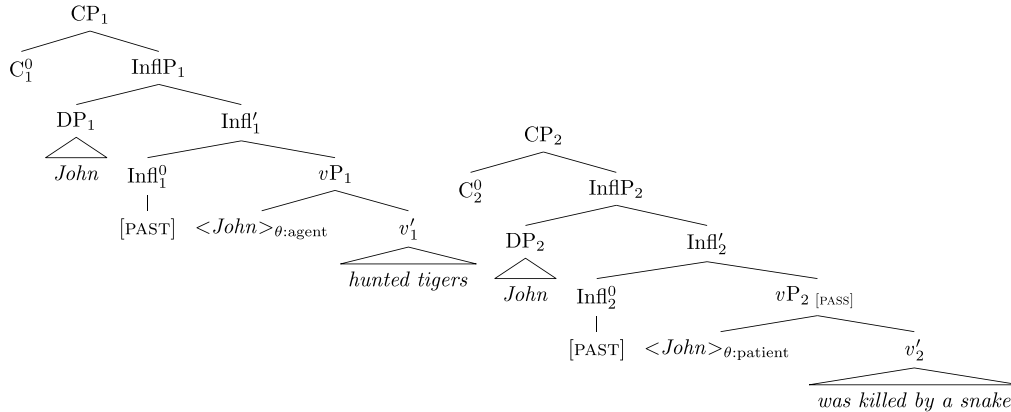 CP₁
C⁰₁ InflP₁
DP₁ Infl′₁
John Infl⁰₁ vP₁
[PAST] <John>θ:agent v′₁
hunted tigers
CP₂
C⁰₂ InflP₂
DP₂ Infl′₂
John Infl⁰₂ vP₂ [PASS]
[PAST] <John>θ:patient v′₂
was killed by a snake